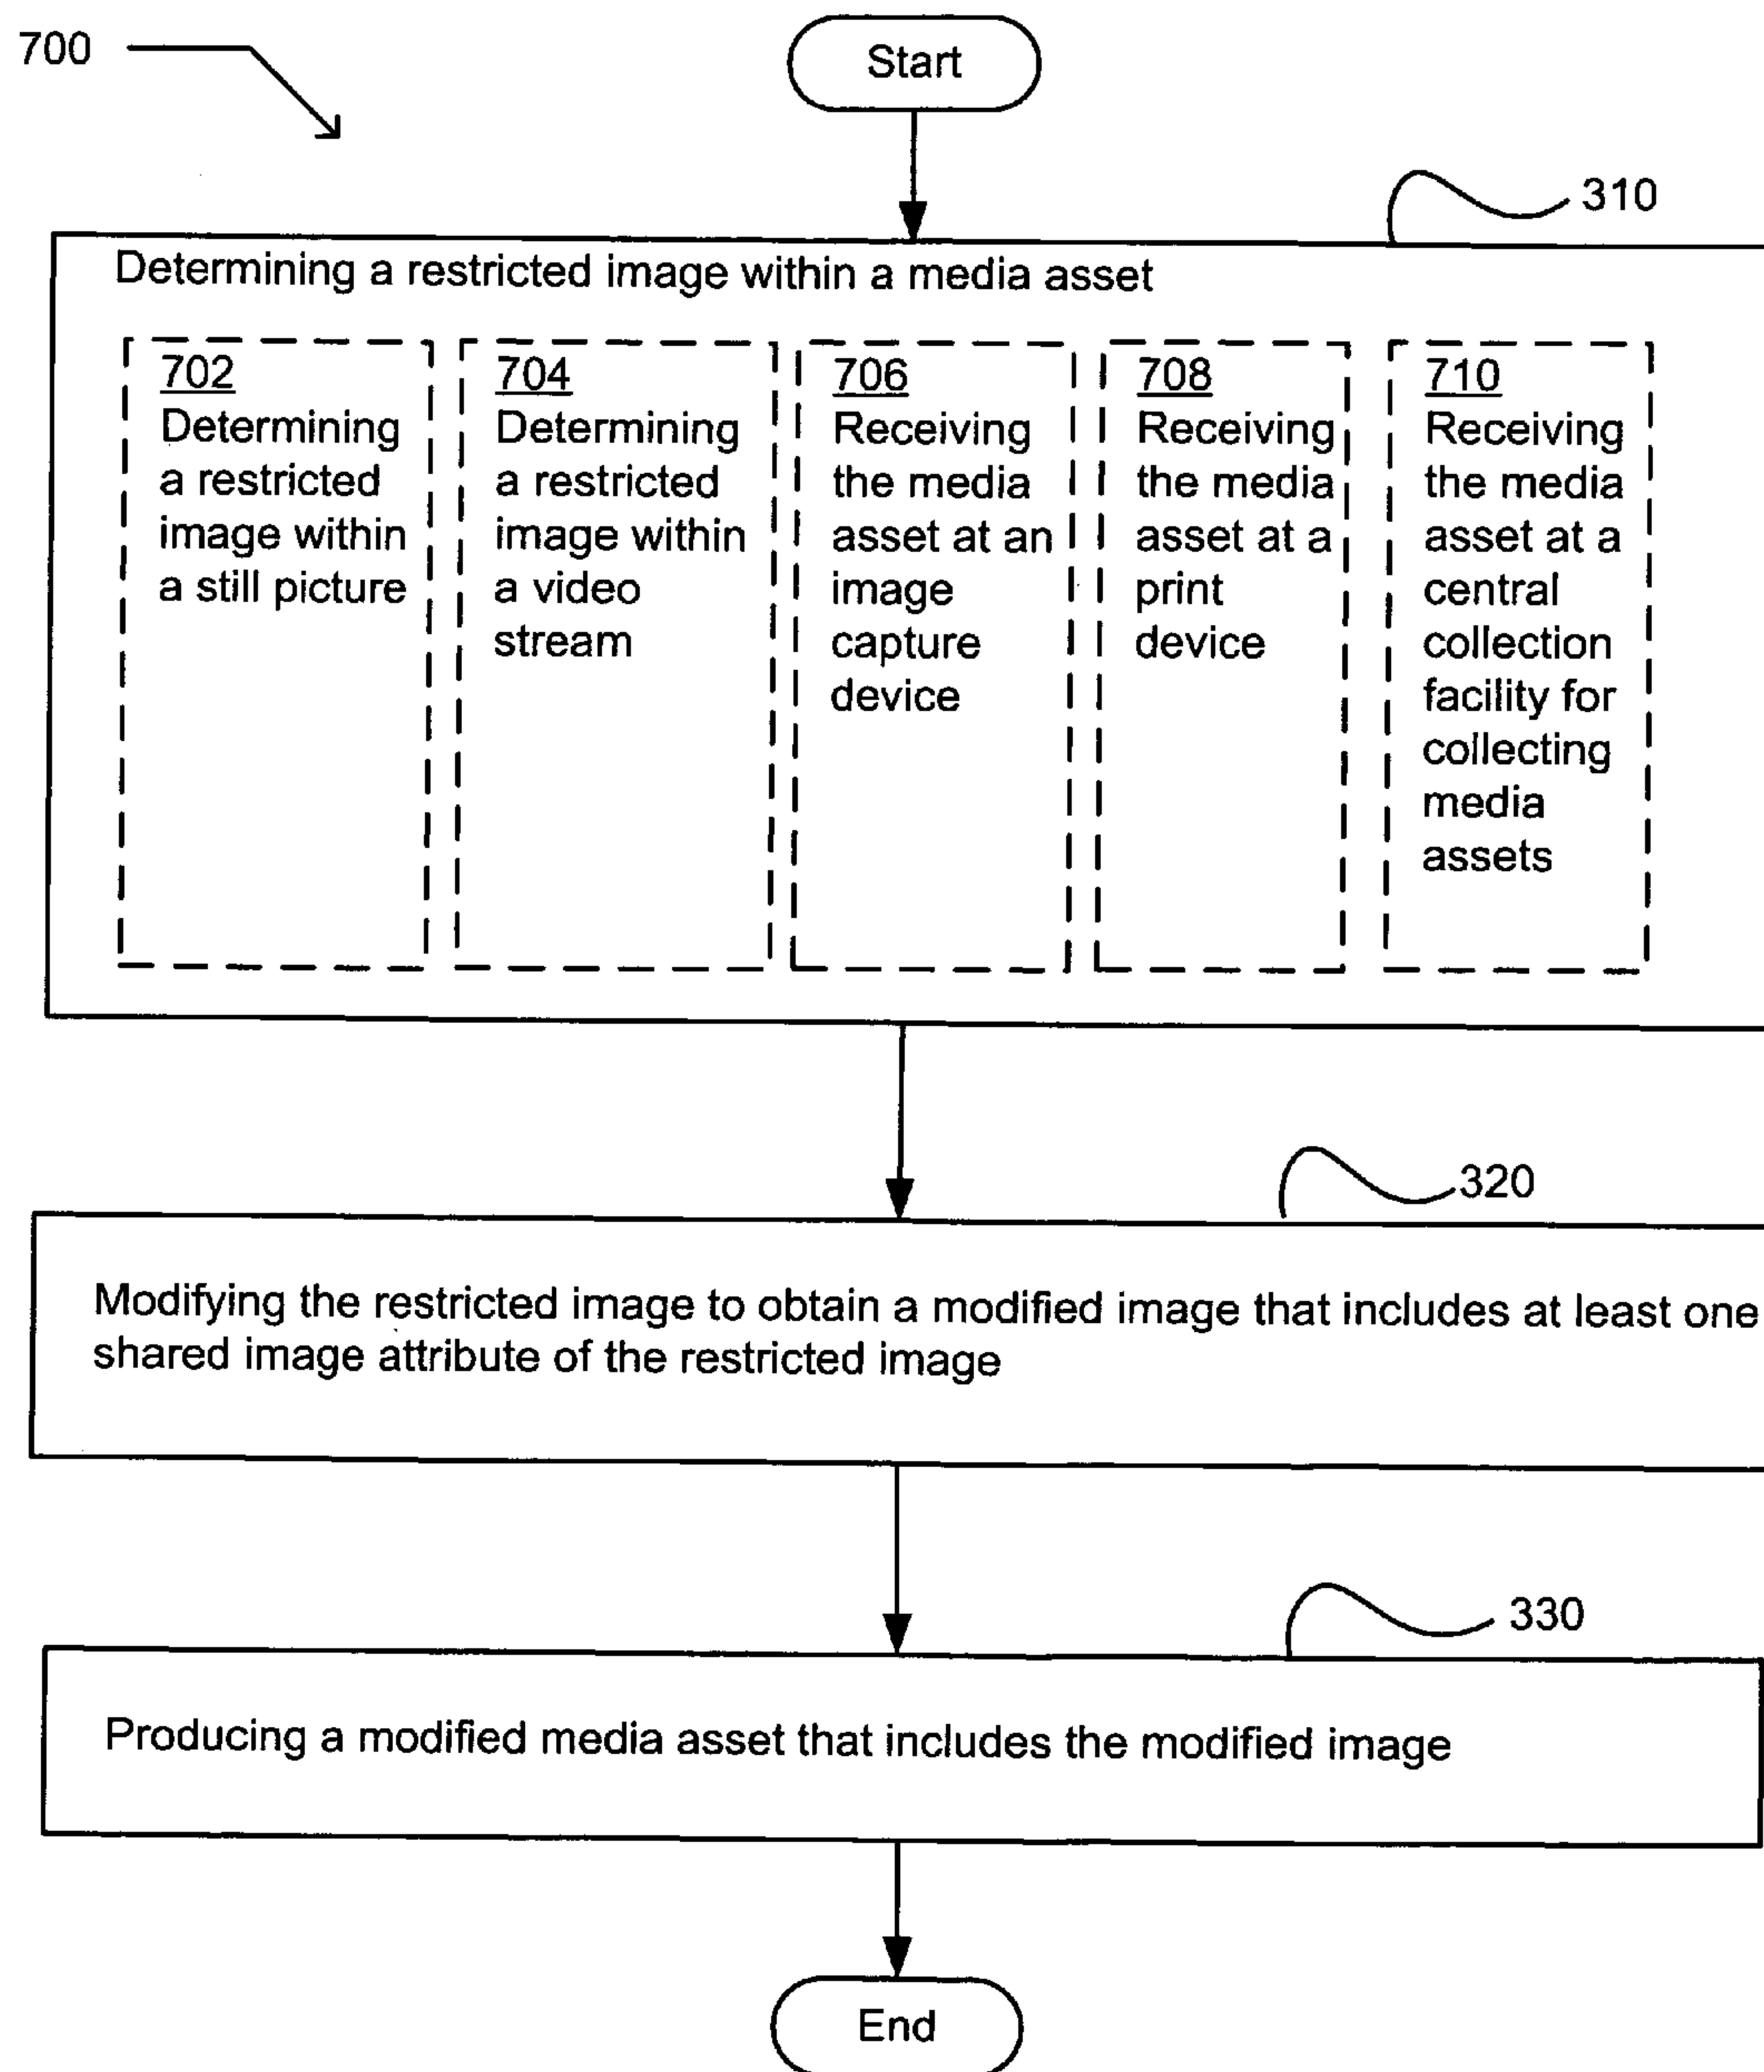 700
Start
310
Determining a restricted image within a media asset
702
Determining
a restricted
image within
a still picture
704
Determining
a restricted
image within
a video
stream
706
Receiving
the media
asset at an
image
capture
device
708
Receiving
the media
asset at a
print
device
710
Receiving
the media
asset at a
central
collection
facility for
collecting
media
assets
320
Modifying the restricted image to obtain a modified image that includes at least one
shared image attribute of the restricted image
330
Producing a modified media asset that includes the modified image
End